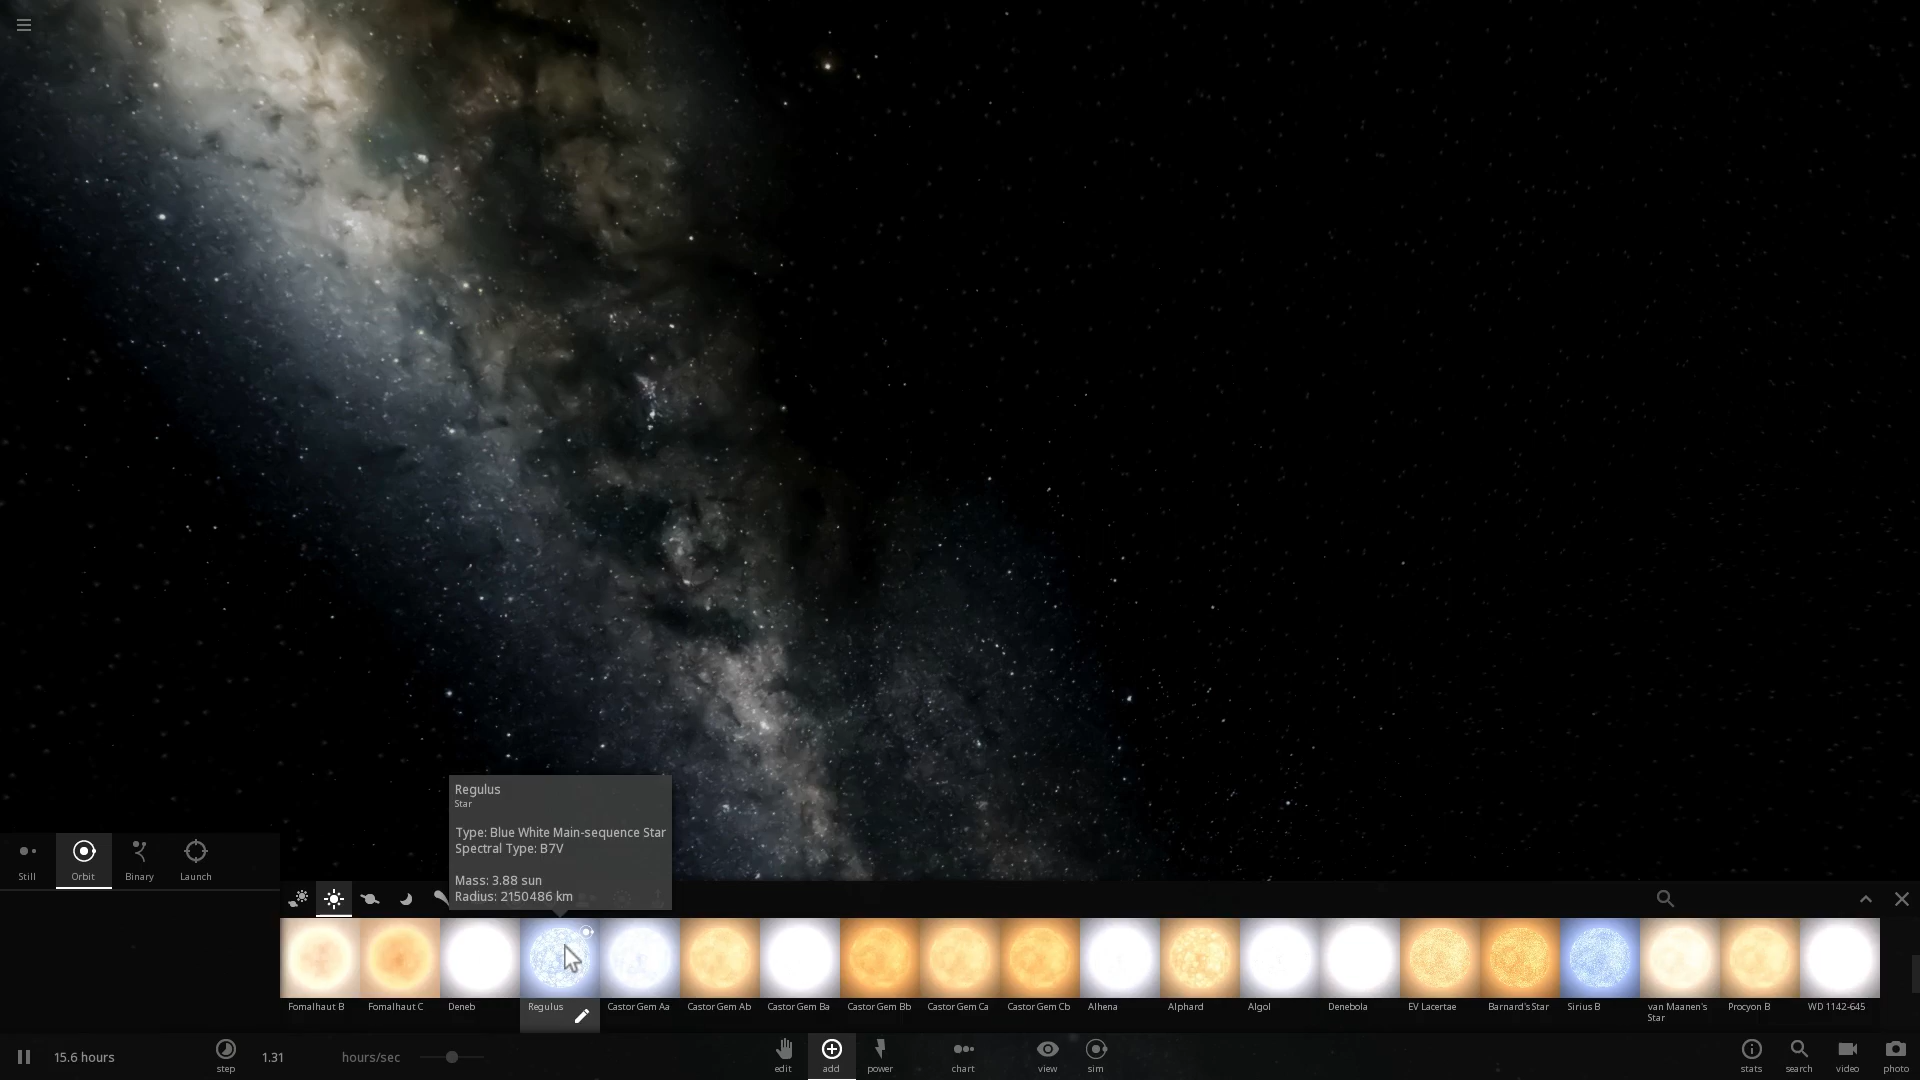 Regulus
Star
Type: Blue White Main-sequence Star
Spectral Type: B7V
Mass: 3.88 sun
Radius: 2150486 km
Still
Orbit
Binary
Launch
Fomalhaut B
Fomalhaut C
Deneb
Regulus
Castor Gem Aa
Castor Gem Ab
Castor Gem Ba
Castor Gem Bb
Castor Gem Ca
Castor Gem Cb
Alhena
Alphard
Algol
Denebola
EV Lacertae
Barnard's Star
Sirius B
van Maanen's
Star
Procyon B
WD 1142-645
15.6 hours
step
1.31
hours/sec
edit
add
power
chart
view
sim
stats
search
video
photo